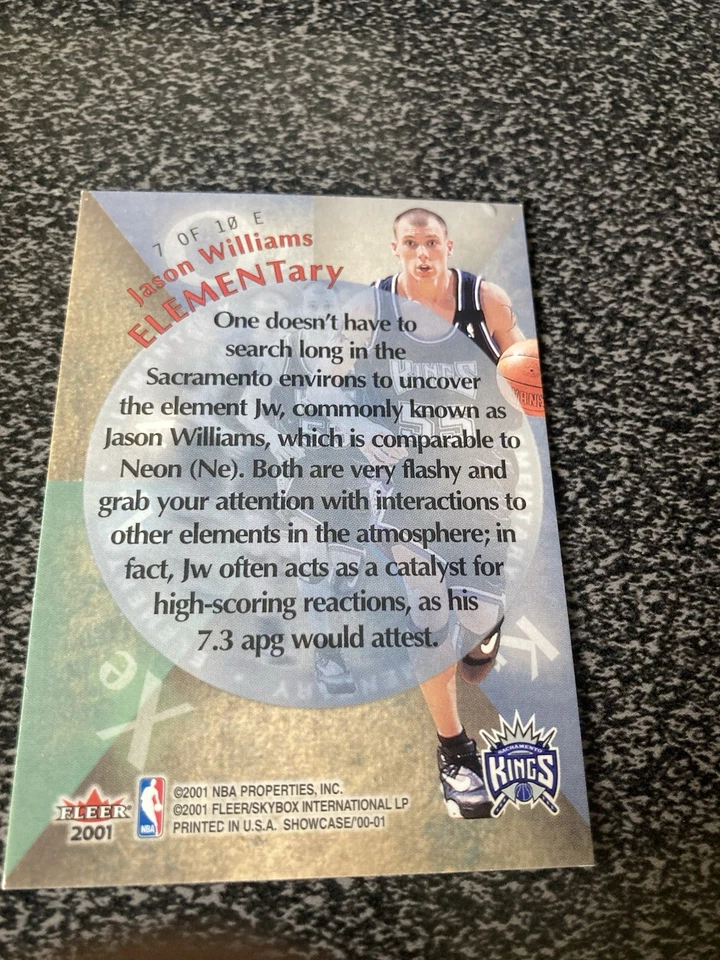 7 OF 10 E
Jason Williams
ELEMENTary
One doesn't have to
search long in the
Sacramento environs to uncover
the element Jw, commonly known as
Jason Williams, which is comparable to
Neon (Ne). Both are very flashy and
grab your attention with interactions to
other elements in the atmosphere; in
fact, Jw often acts as a catalyst for
high-scoring reactions, as his
7.3 apg would attest.
Xe
SACRAMENTO
KINGS
FLEER
2001
NBA
©2001 NBA PROPERTIES, INC.
©2001 FLEER/SKYBOX INTERNATIONAL LP
PRINTED IN U.S.A. SHOWCASE/'00-01